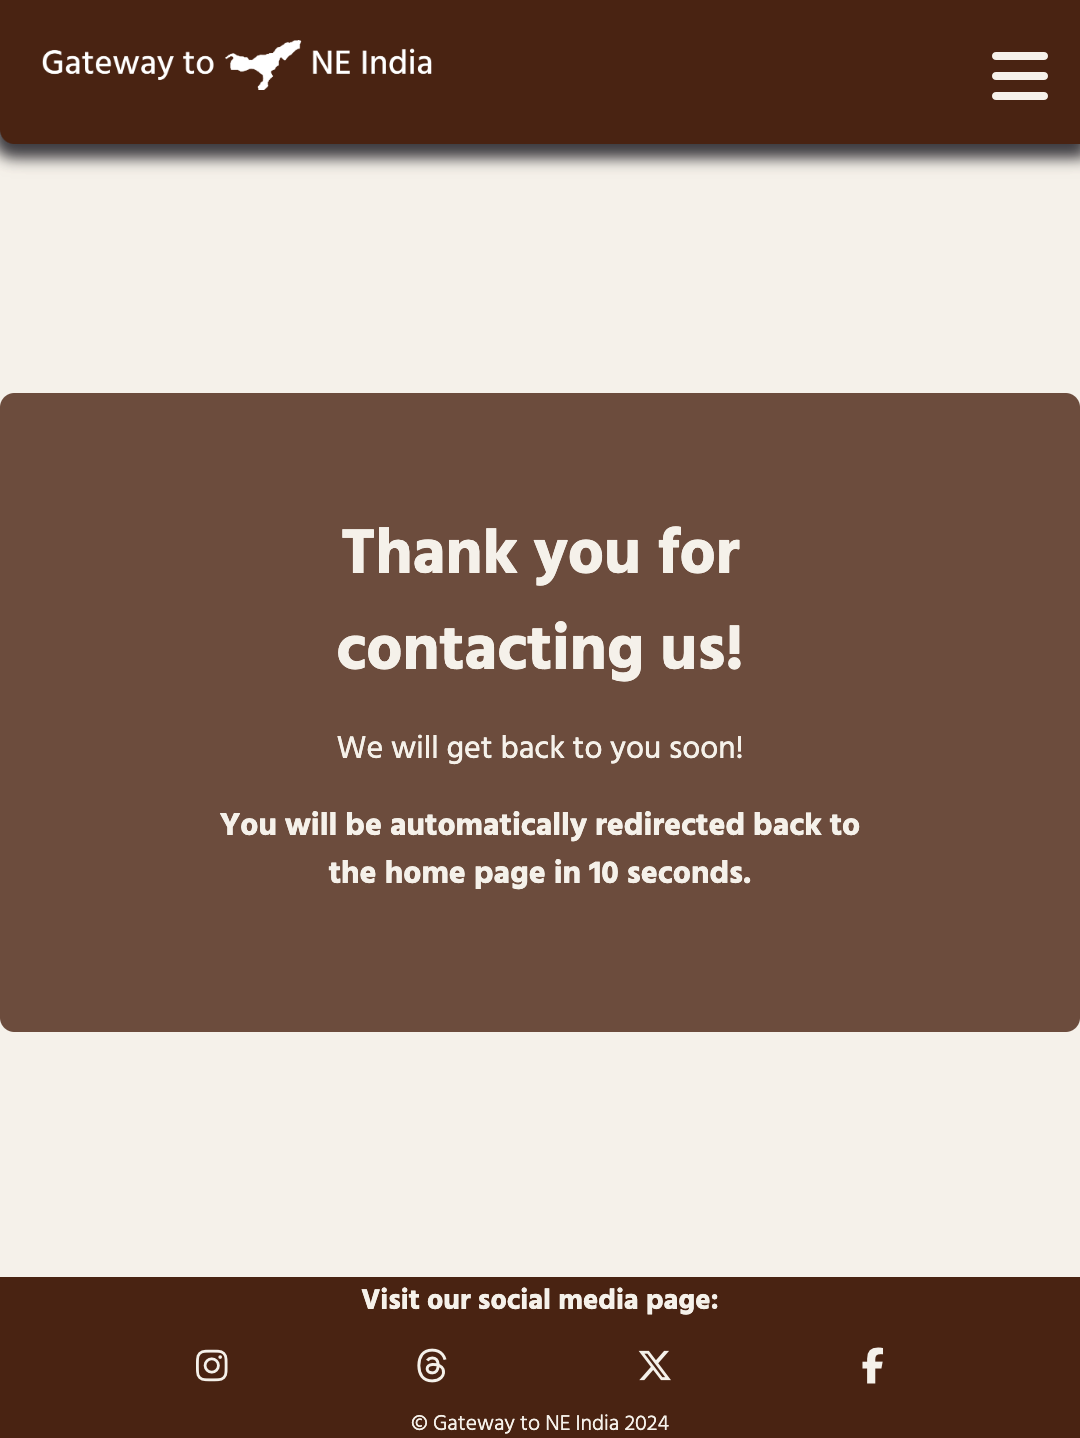 Gateway to NE India
Thank you for
contacting us!
We will get back to you soon!
You will be automatically redirected back to
the home page in 10 seconds.
Visit our social media page:
© Gateway to NE India 2024